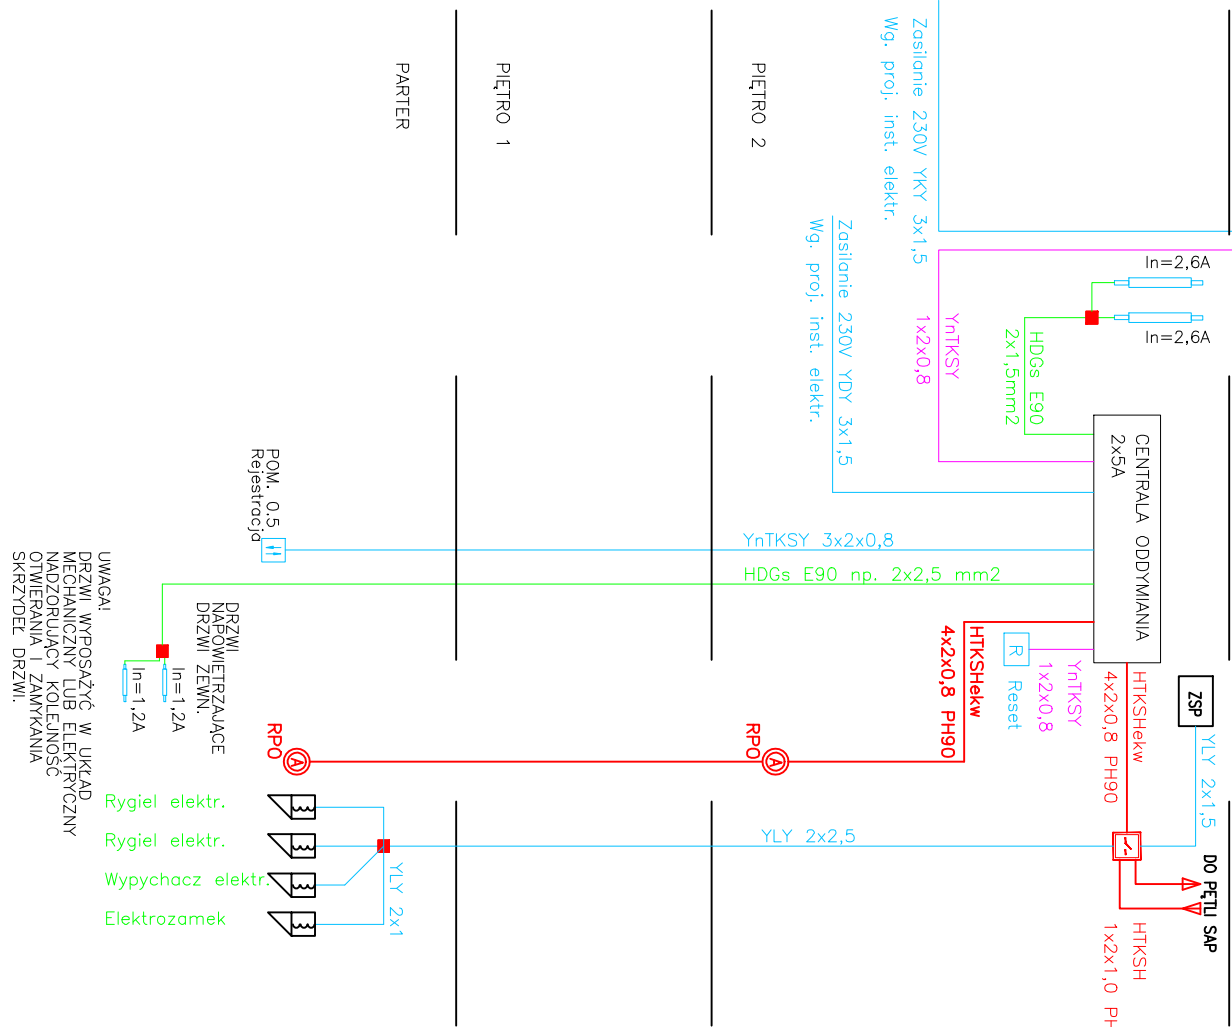 Zasilanie 230V YKY 3x1,5
Wg. proj. inst. elektr.
PIĘTRO 2
PIĘTRO 1
PARTER
In=2,6A
In=2,6A
HDGs E90
2x1,5mm2
YnTKSY
1x2x0,8
Zasilanie 230V YDY 3x1,5
Wg. proj. inst. elektr.
CENTRALA ODDYMIANIA
2x5A
POM. 0.5
Rejestracja
YnTKSY 3x2x0,8
HDGs E90 np. 2x2,5 mm2
UWAGA!
DRZWI WYPOSAŻYĆ W UKŁAD
MECHANICZNY LUB ELEKTRYCZNY
NADZORUJĄCY KOLEJNOŚĆ
OTWIERANIA I ZAMYKANIA
SKRZYDEŁ DRZWI.
DRZWI
NAPOWIETRZAJĄCE
DRZWI ZEWN.
In=1,2A
In=1,2A
HTKSHekw
4x2x0,8 PH90
R
Reset
YnTKSY
1x2x0,8
HTKSHekw
4x2x0,8 PH90
ZSP
YLY 2x1,5
RPO
A
RPO
A
Rygiel elektr.
Rygiel elektr.
Wypychacz elektr.
Elektrozamek
YLY 2x1
YLY 2x2,5
DO PĘTLI SAP
HTKSH
1x2x1,0 PH